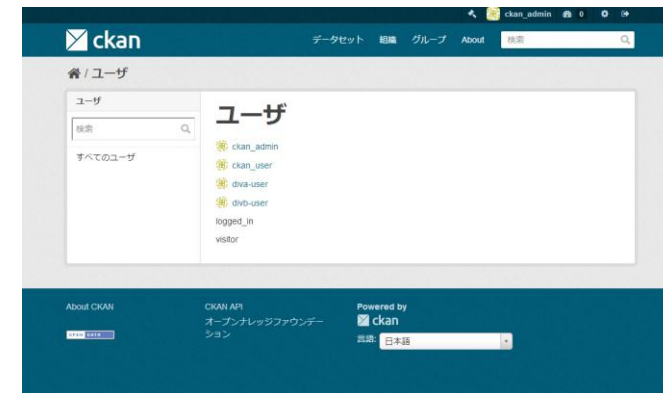 ckan_admin 0
ckan
データセット 組織 グループ About 検索
/ ユーザ
ユーザ
検索
すべてのユーザ
ユーザ
ckan_admin
ckan_user
diva-user
divb-user
logged_in
visitor
About CKAN
OPEN DATA
CKAN API
オープンナレッジファウンデー
ション
Powered by
ckan
言語: 日本語